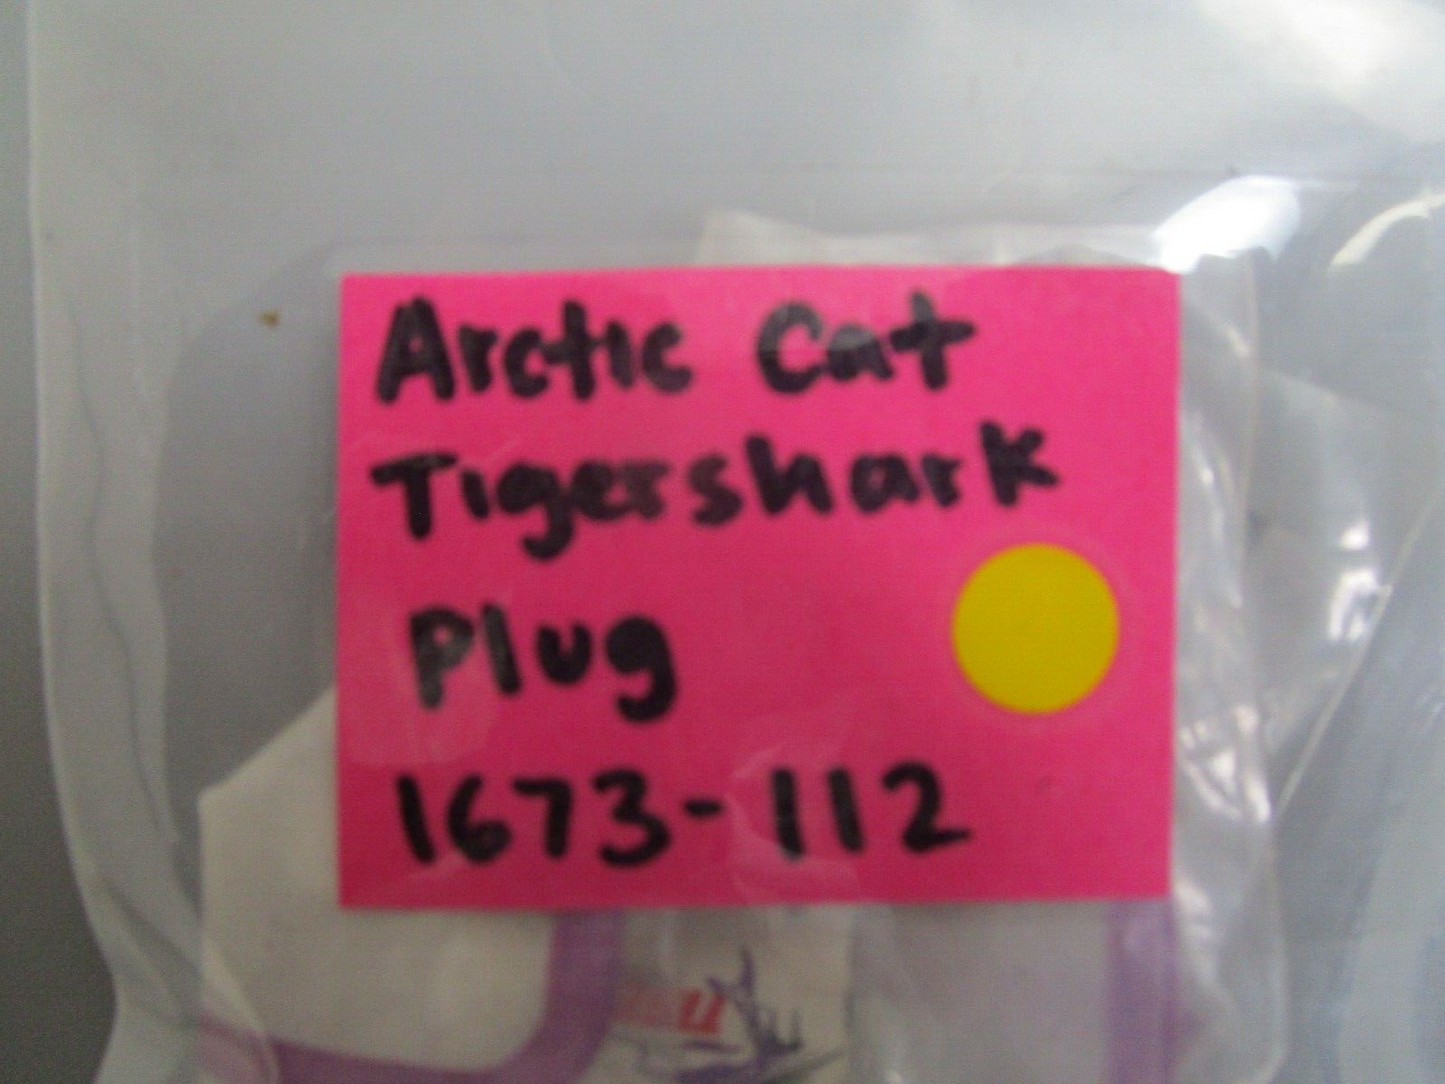 Arctic Cat
Tigershark
Plug
1673-112